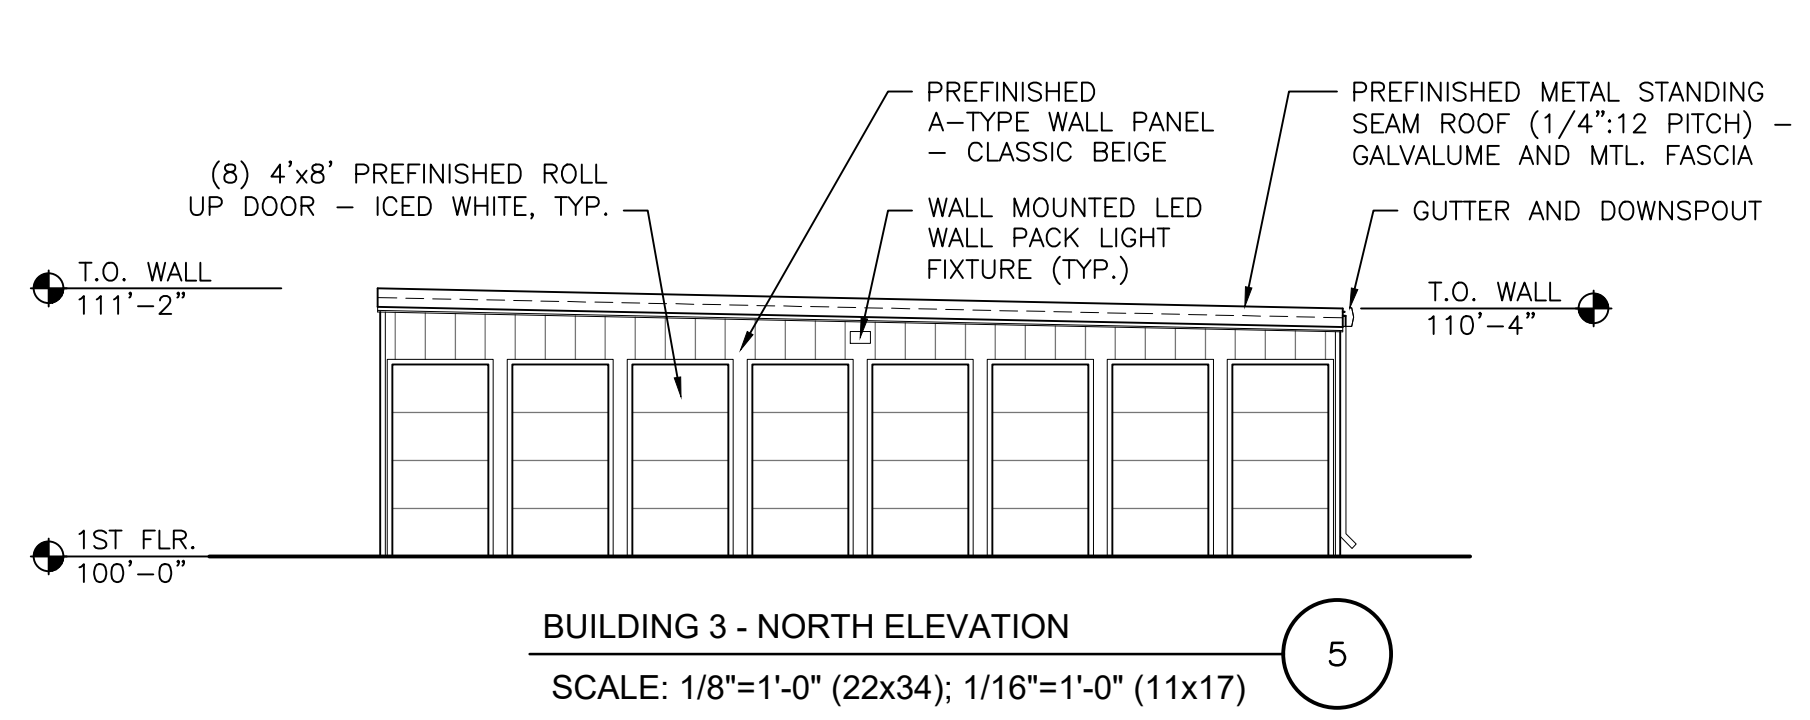 PREFINISHED
A-TYPE WALL PANEL
- CLASSIC BEIGE
PREFINISHED METAL STANDING
SEAM ROOF (1/4":12 PITCH) -
GALVALUME AND MTL. FASCIA
(8) 4'x8' PREFINISHED ROLL
UP DOOR - ICED WHITE, TYP.
WALL MOUNTED LED
WALL PACK LIGHT
FIXTURE (TYP.)
GUTTER AND DOWNSPOUT
T.O. WALL
111'-2"
T.O. WALL
110'-4"
1ST FLR.
100'-0"
BUILDING 3 - NORTH ELEVATION
5
SCALE: 1/8"=1'-0" (22x34); 1/16"=1'-0" (11x17)